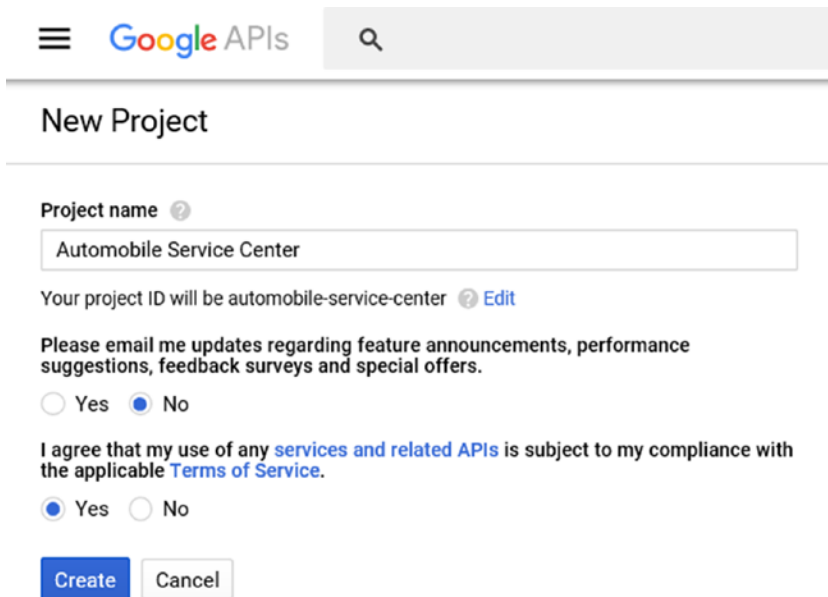 Google APIs
New Project
Project name
Automobile Service Center
Your project ID will be automobile-service-center Edit
Please email me updates regarding feature announcements, performance
suggestions, feedback surveys and special offers.
Yes No
I agree that my use of any services and related APIs is subject to my compliance with
the applicable Terms of Service.
Yes No
Create Cancel